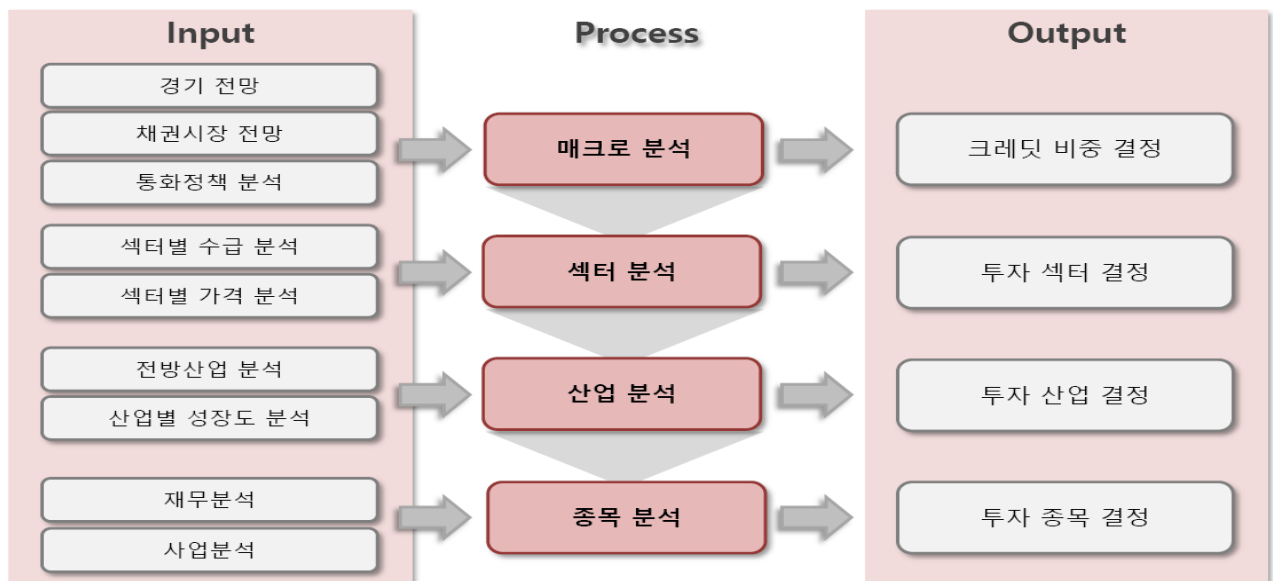 Input
Process
Output
경기 전망
채권시장 전망
통화정책 분석
매크로 분석
크레딧 비중 결정
섹터별 수급 분석
섹터별 가격 분석
섹터 분석
투자 섹터 결정
전방산업 분석
산업별 성장도 분석
산업 분석
투자 산업 결정
재무분석
사업분석
종목 분석
투자 종목 결정